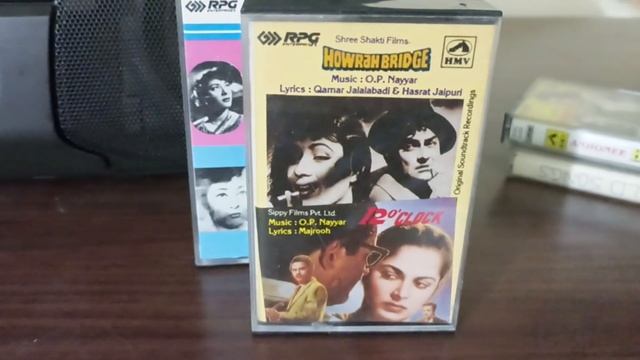 RPG
RPG
ENTERPRISES
Shree Shakti Films.
HOWRAH BRIDGE
HMV
Music : O.P. Nayyar
Lyrics : Qamar Jalalabadi & Hasrat Jaipuri
Original Soundtrack Recordings
Sippy Films Pvt. Ltd.
12 O'CLOCK
Music : O.P. Nayyar
Lyrics : Majrooh